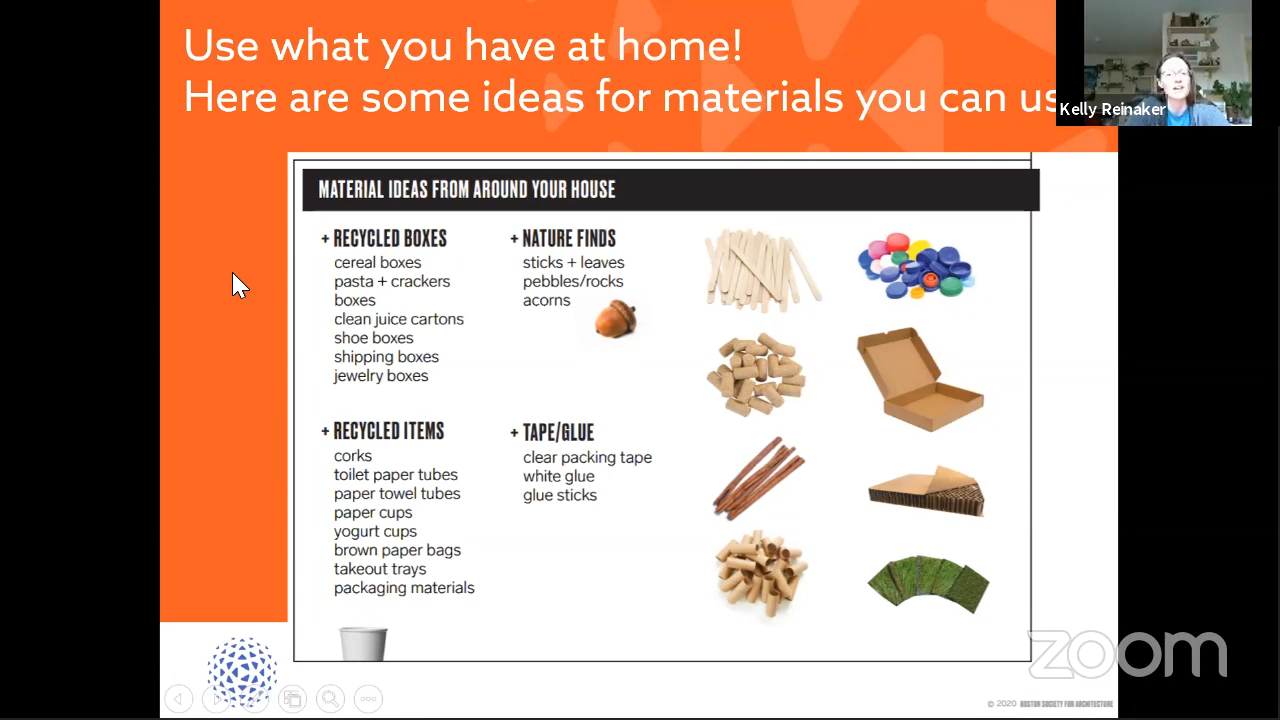 Use what you have at home!
Here are some ideas for materials you can us
Kelly Reinaker
MATERIAL IDEAS FROM AROUND YOUR HOUSE
+ RECYCLED BOXES
cereal boxes
pasta + crackers
boxes
clean juice cartons
shoe boxes
shipping boxes
jewelry boxes
+ NATURE FINDS
sticks + leaves
pebbles/rocks
acorns
+ RECYCLED ITEMS
corks
toilet paper tubes
paper towel tubes
paper cups
yogurt cups
brown paper bags
takeout trays
packaging materials
+ TAPE/GLUE
clear packing tape
white glue
glue sticks
zoom
© 2020 BOSTON SOCIETY FOR ARCHITECTURE